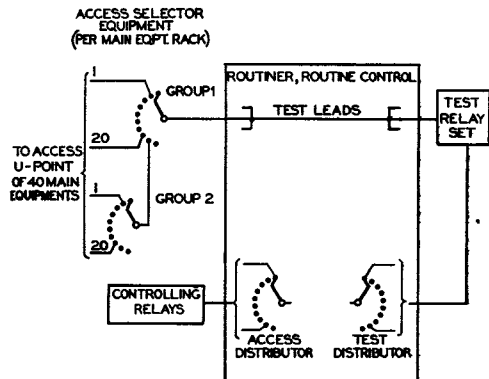 ACCESS SELECTOR
EQUIPMENT
(PER MAIN EQPT. RACK)
1
GROUP 1
20
TO ACCESS
U-POINT
OF 40 MAIN
EQUIPMENTS
1
GROUP 2
20
ROUTINER, ROUTINE CONTROL
TEST LEADS
TEST
RELAY
SET
CONTROLLING
RELAYS
ACCESS
DISTRIBUTOR
TEST
DISTRIBUTOR